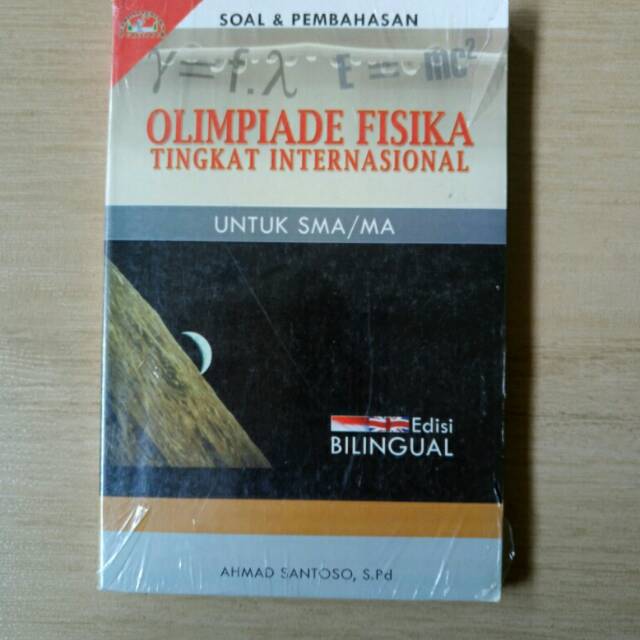 SOAL & PEMBAHASAN
γ=f.λ E=mc²
OLIMPIADE FISIKA
TINGKAT INTERNASIONAL
UNTUK SMA/MA
Edisi
BILINGUAL
AHMAD SANTOSO, S.Pd